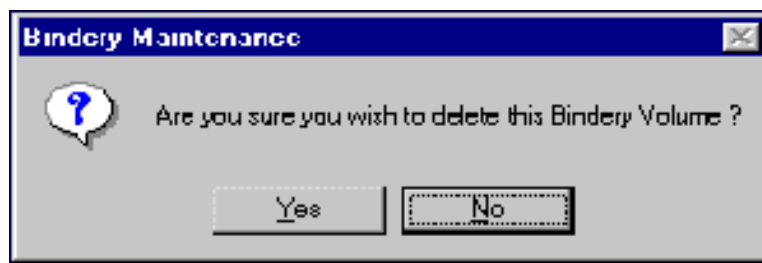 Bindery Maintenance
Are you sure you wish to delete this Bindery Volume ?
Yes No